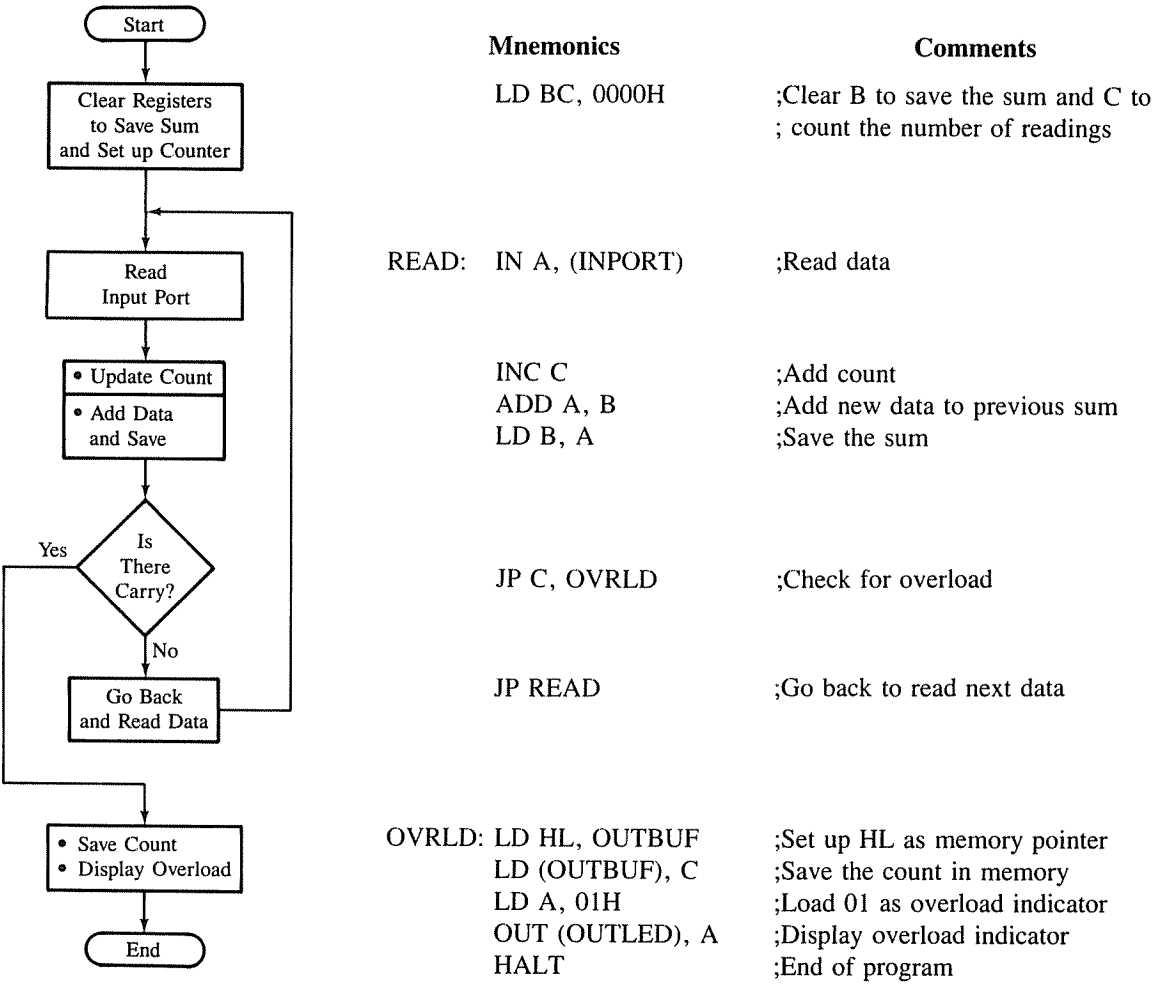 Start
Clear Registers
to Save Sum
and Set up Counter
Read
Input Port
• Update Count
• Add Data
and Save
Yes
Is
There
Carry?
No
Go Back
and Read Data
• Save Count
• Display Overload
End
Mnemonics Comments
LD BC, 0000H ;Clear B to save the sum and C to
; count the number of readings
READ: IN A, (INPORT) ;Read data
INC C ;Add count
ADD A, B ;Add new data to previous sum
LD B, A ;Save the sum
JP C, OVRLD ;Check for overload
JP READ ;Go back to read next data
OVRLD: LD HL, OUTBUF ;Set up HL as memory pointer
LD (OUTBUF), C ;Save the count in memory
LD A, 01H ;Load 01 as overload indicator
OUT (OUTLED), A ;Display overload indicator
HALT ;End of program